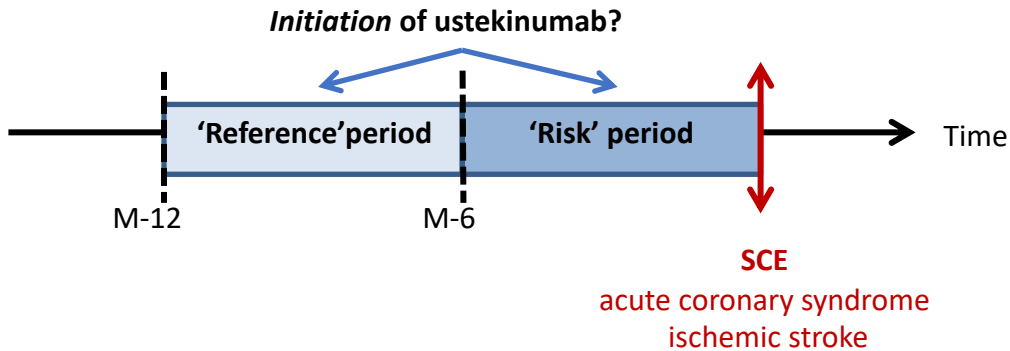 Initiation of ustekinumab?
‘Reference’period
‘Risk’ period
Time
M-12
M-6
SCE
acute coronary syndrome
ischemic stroke